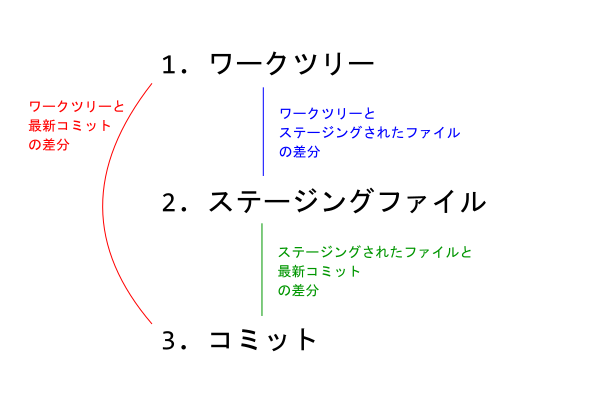 1. ワークツリー
ワークツリーと
最新コミット
の差分
ワークツリーと
ステージングされたファイル
の差分
2. ステージングファイル
ステージングされたファイルと
最新コミット
の差分
3. コミット